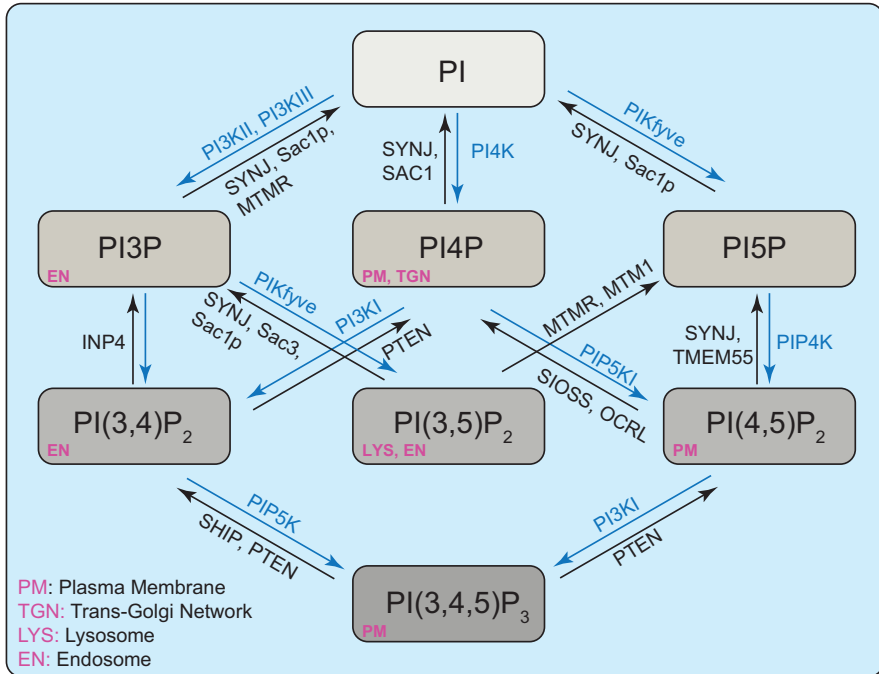 PI
PI3KII, PI3KIII
SYNJ, Sac1p,
MTMR
SYNJ,
SAC1
PI4K
PIKfyve
SYNJ, Sac1p
PI3P
EN
PI4P
PM, TGN
PI5P
INP4
PIKfyve
SYNJ, Sac3,
Sac1p
PI3KI
PTEN
MTMR, MTM1
PIP5KI
SIOSS, OCRL
SYNJ,
TMEM55
PIP4K
PI(3,4)P2
EN
PI(3,5)P2
LYS, EN
PI(4,5)P2
PM
PIP5K
SHIP, PTEN
PI3KI
PTEN
PI(3,4,5)P3
PM
PM: Plasma Membrane
TGN: Trans-Golgi Network
LYS: Lysosome
EN: Endosome